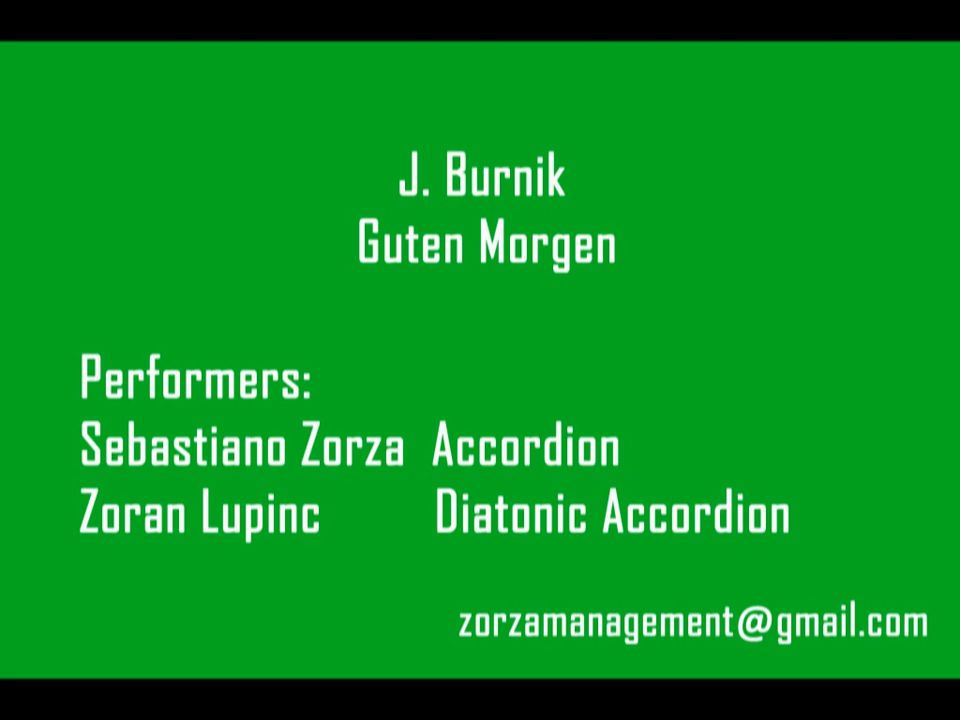 J. Burnik
Guten Morgen
Performers:
Sebastiano Zorza Accordion
Zoran Lupinc Diatonic Accordion
zorzamanagement@gmail.com